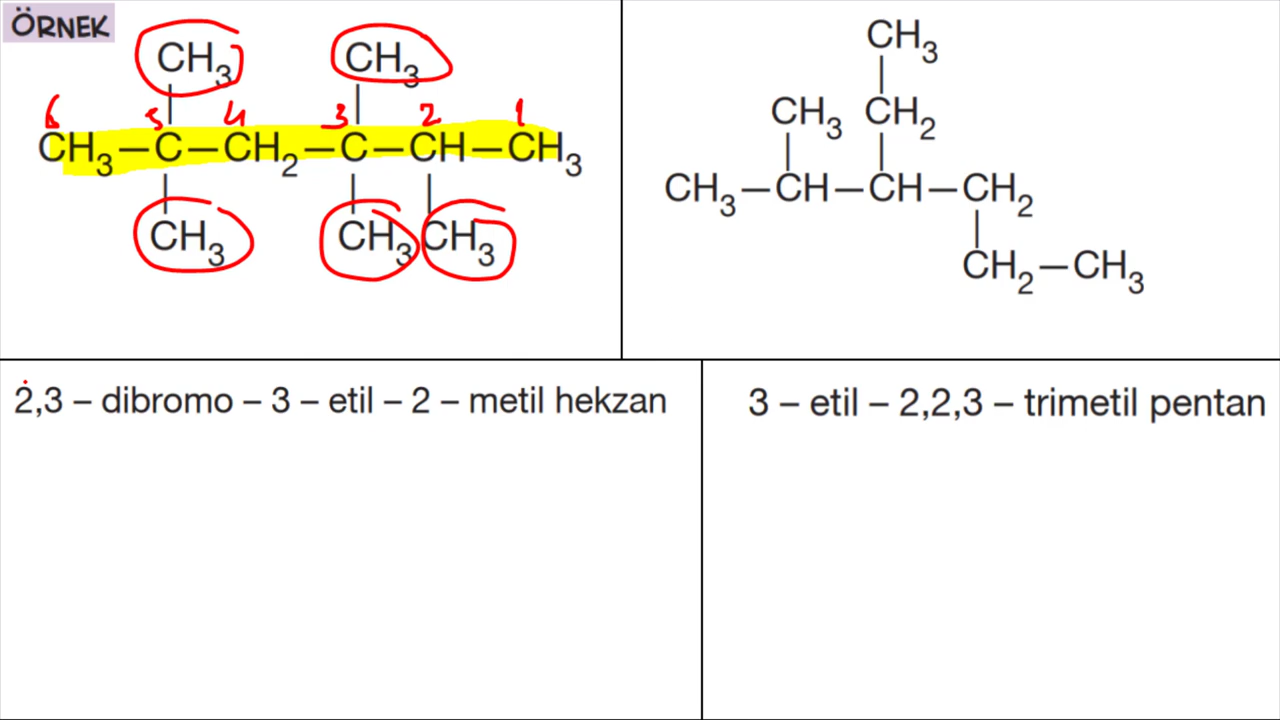 ÖRNEK
CH3 CH3
6 5 4 3 2 1
CH3–C–CH2–C–CH–CH3
CH3 CH3 CH3
CH3
CH3 CH2
CH3–CH–CH–CH2
CH2–CH3
2,3 – dibromo – 3 – etil – 2 – metil hekzan
3 – etil – 2,2,3 – trimetil pentan